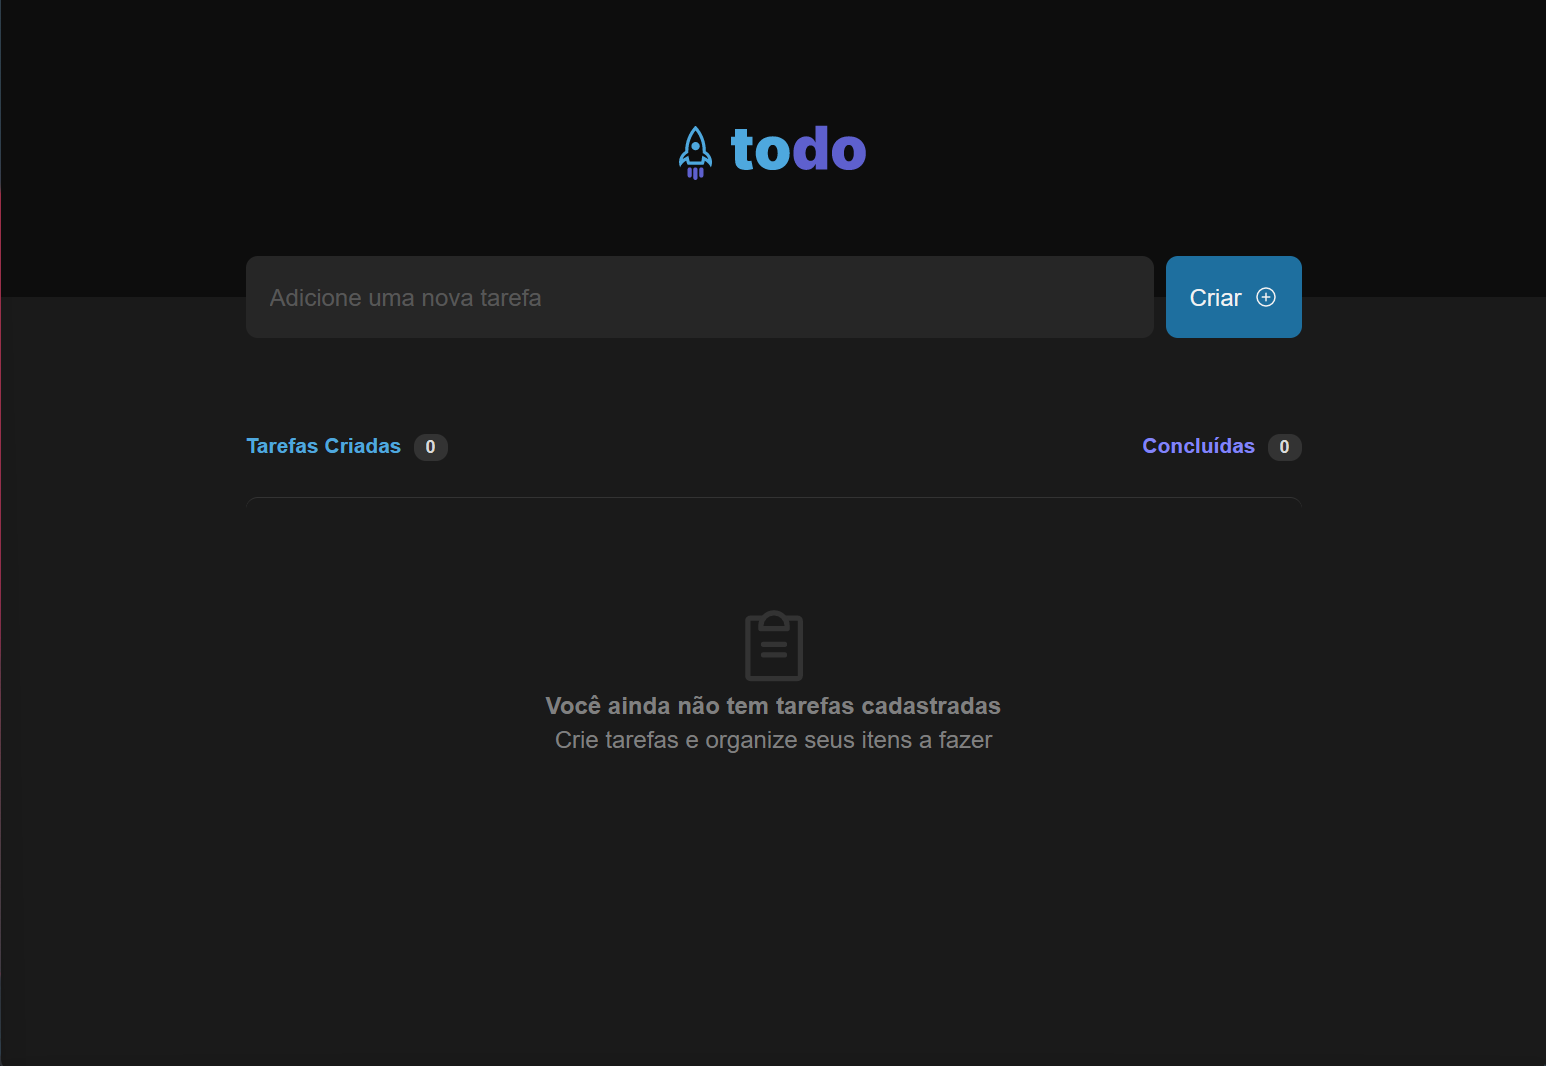 todo
Adicione uma nova tarefa
Criar
Tarefas Criadas 0
Concluídas 0
Você ainda não tem tarefas cadastradas
Crie tarefas e organize seus itens a fazer